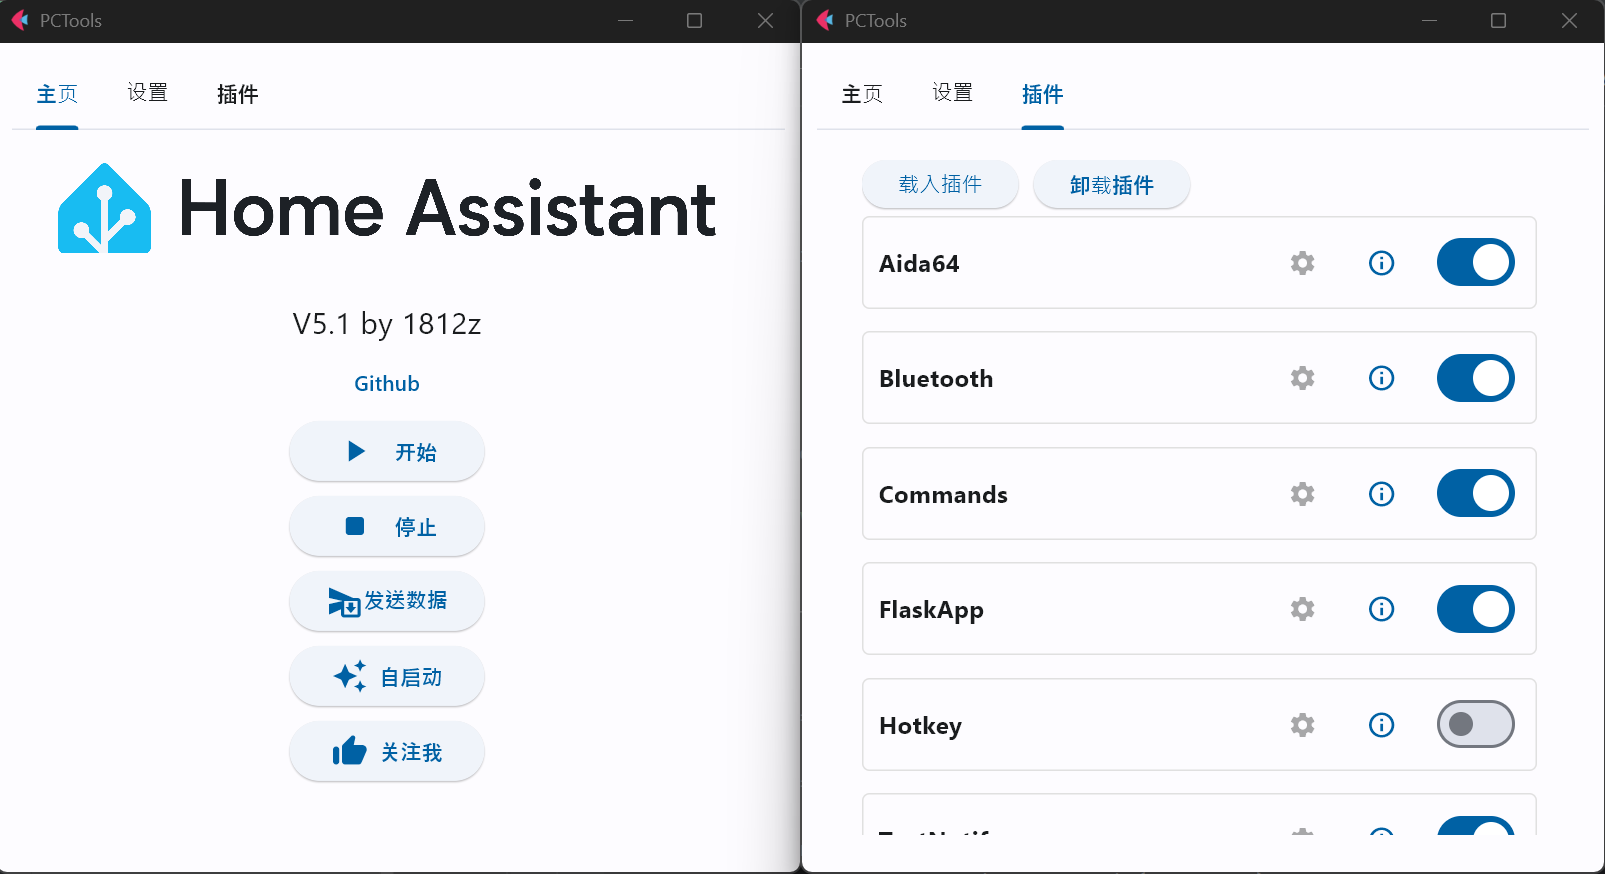 PCTools
主页 设置 插件
Home Assistant
V5.1 by 1812z
Github
开始
停止
发送数据
自启动
关注我
PCTools
主页 设置 插件
载入插件 卸载插件
Aida64
Bluetooth
Commands
FlaskApp
Hotkey